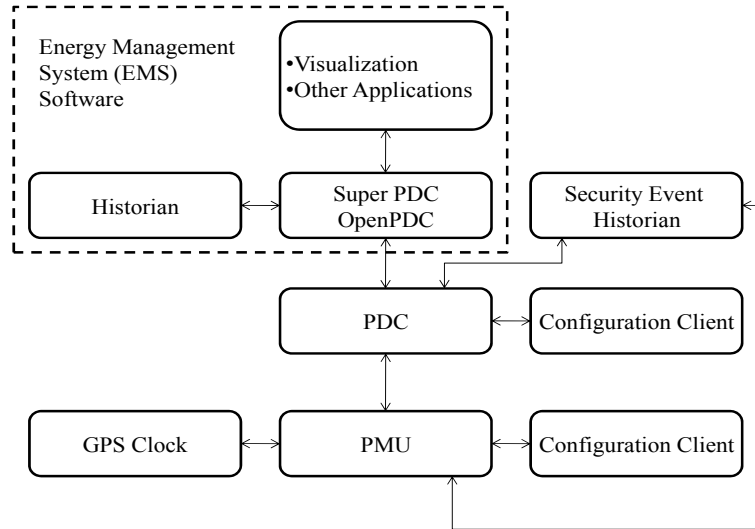 Energy Management
System (EMS)
Software
•Visualization
•Other Applications
Historian
Super PDC
OpenPDC
Security Event
Historian
PDC
Configuration Client
GPS Clock
PMU
Configuration Client